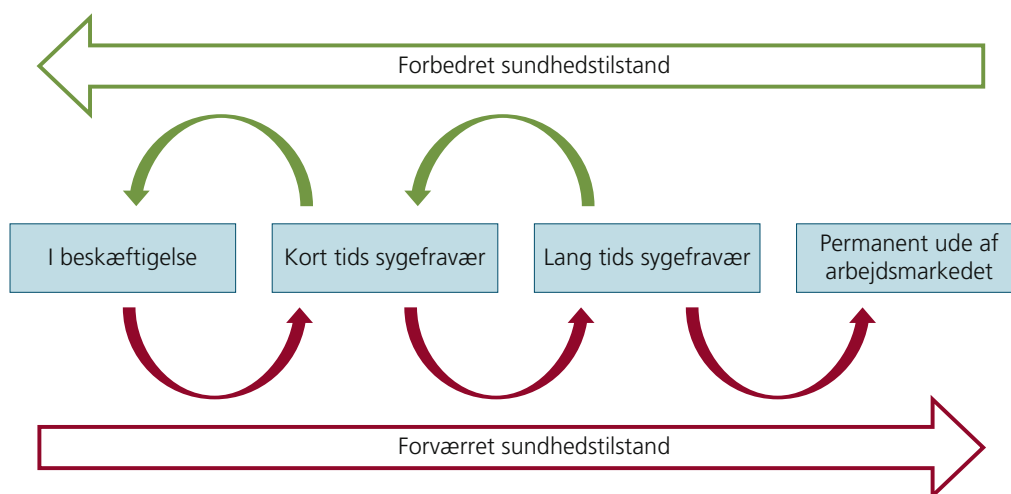 Forbedret sundhedstilstand
I beskæftigelse
Kort tids sygefravær
Lang tids sygefravær
Permanent ude af
arbejdsmarkedet
Forværret sundhedstilstand